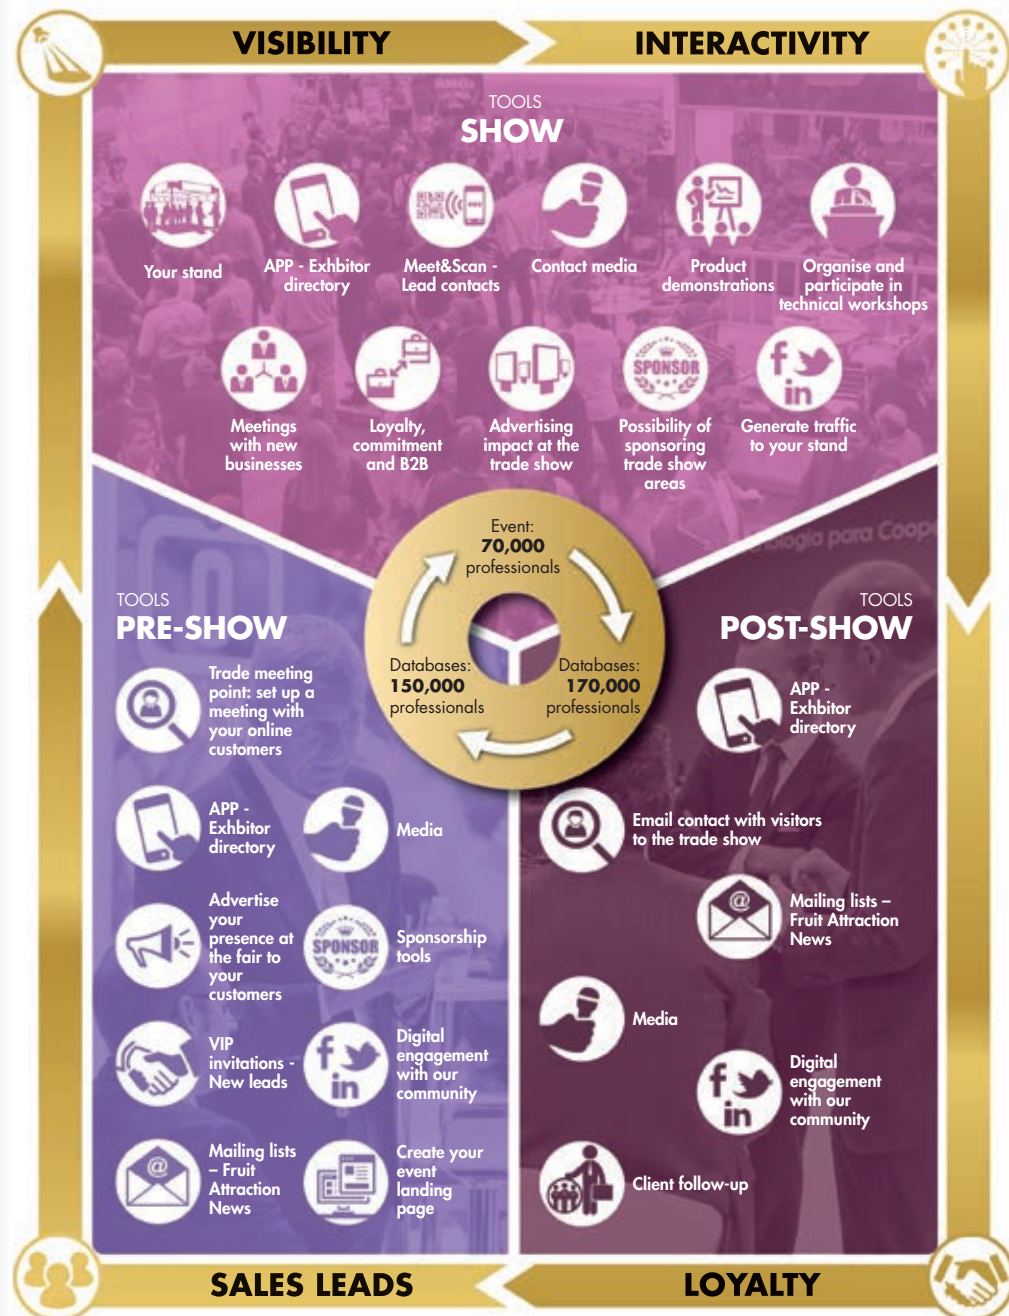 VISIBILITY
INTERACTIVITY
TOOLS
SHOW
Your stand
APP - Exhbitor
directory
Meet&Scan -
Lead contacts
Contact media
Product
demonstrations
Organise and
participate in
technical workshops
SPONSOR
f
in
Meetings
with new
businesses
Loyalty,
commitment
and B2B
Advertising
impact at the
trade show
Possibility of
sponsoring
trade show
areas
Generate traffic
to your stand
Event:
70,000
professionals
Databases:
150,000
professionals
Databases:
170,000
professionals
TOOLS
PRE-SHOW
Trade meeting
point: set up a
meeting with
your online
customers
APP -
Exhbitor
directory
Media
Advertise
your
presence at
the fair to
your
customers
SPONSOR
Sponsorship
tools
VIP
invitations -
New leads
f
in
Digital
engagement
with our
community
@
Mailing lists
– Fruit
Attraction
News
Create your
event
landing
page
para Coope
TOOLS
POST-SHOW
APP -
Exhbitor
directory
Email contact with visitors
to the trade show
@
Mailing lists –
Fruit Attraction
News
Media
f
in
Digital
engagement
with our
community
Client follow-up
SALES LEADS
LOYALTY